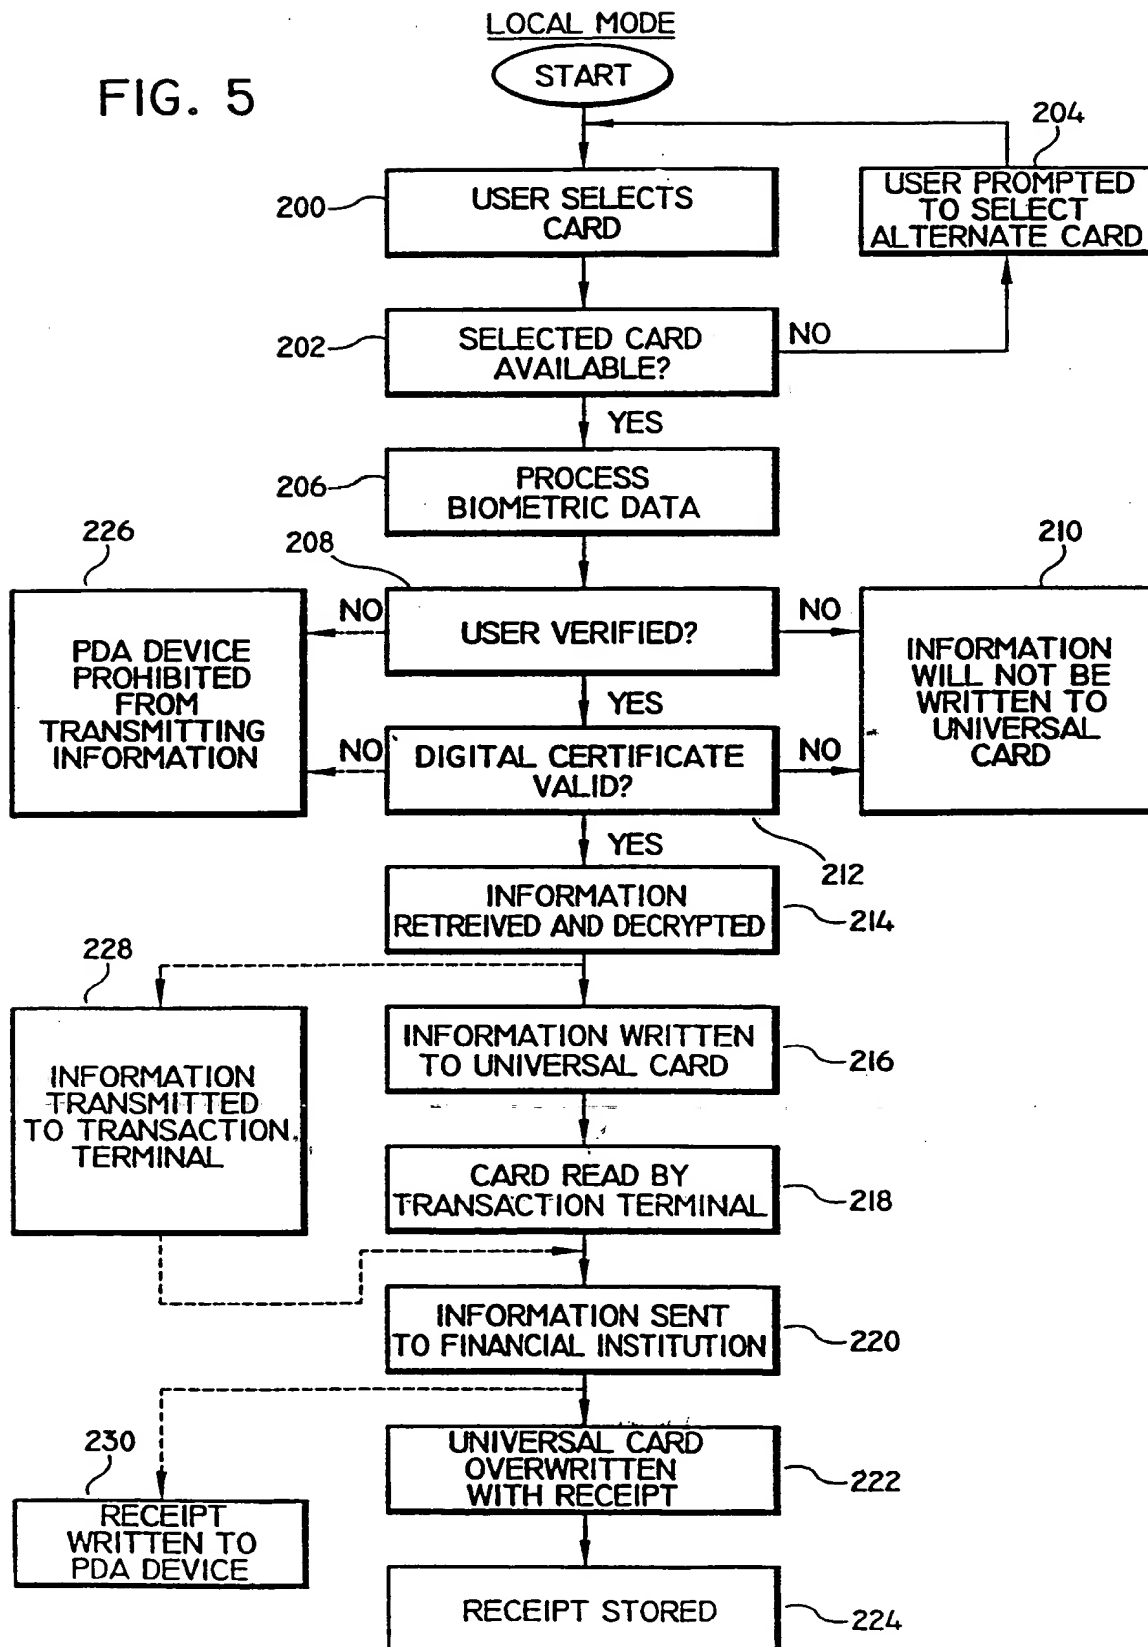 LOCAL MODE
FIG. 5
START
204
200
USER SELECTS
CARD
USER PROMPTED
TO SELECT
ALTERNATE CARD
202
SELECTED CARD
AVAILABLE?
NO
YES
206
PROCESS
BIOMETRIC DATA
226
208
210
NO
USER VERIFIED?
NO
PDA DEVICE
PROHIBITED
FROM
TRANSMITTING
INFORMATION
INFORMATION
WILL NOT BE
WRITTEN TO
UNIVERSAL
CARD
YES
NO
DIGITAL CERTIFICATE
VALID?
NO
YES
212
INFORMATION
RETREIVED AND DECRYPTED
214
228
INFORMATION WRITTEN
TO UNIVERSAL CARD
216
INFORMATION
TRANSMITTED
TO TRANSACTION
TERMINAL
CARD READ BY
TRANSACTION TERMINAL
218
INFORMATION SENT
TO FINANCIAL INSTITUTION
220
230
UNIVERSAL CARD
OVERWRITTEN
WITH RECEIPT
222
RECEIPT
WRITTEN TO
PDA DEVICE
RECEIPT STORED
224